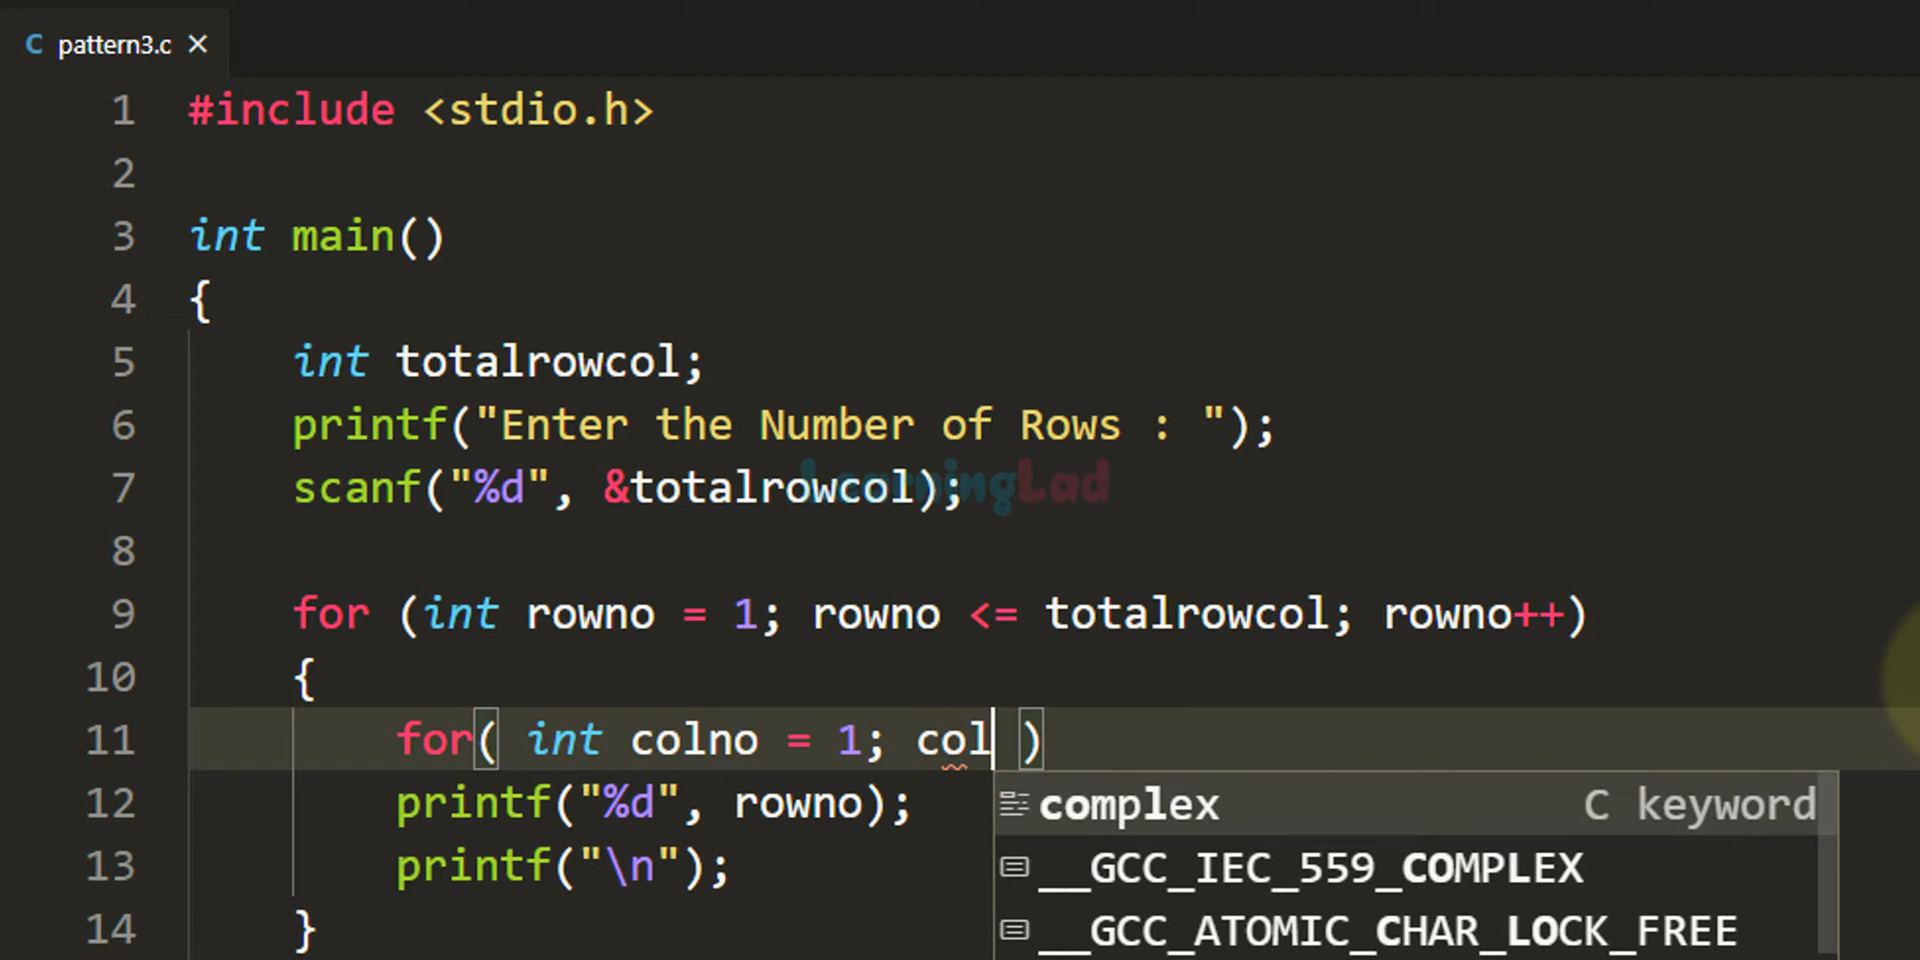 C pattern3.c ×
1 #include <stdio.h>
2
3 int main()
4 {
5 int totalrowcol;
6 printf("Enter the Number of Rows : ");
7 scanf("%d", &totalrowcol);
LearningLad
8
9 for (int rowno = 1; rowno <= totalrowcol; rowno++)
10 {
11 for( int colno = 1; col )
12 printf("%d", rowno);
complex C keyword
13 printf("\n");
__GCC_IEC_559_COMPLEX
14 }
__GCC_ATOMIC_CHAR_LOCK_FREE